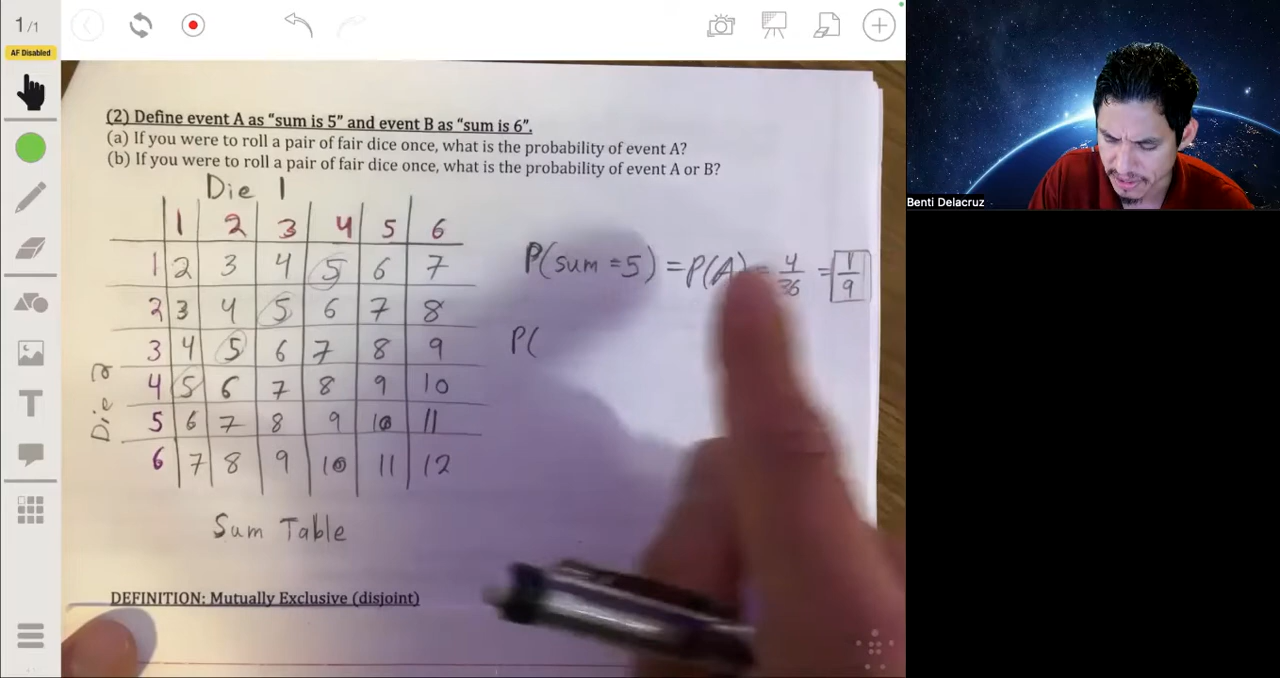 1/1
AF Disabled
(2) Define event A as "sum is 5" and event B as "sum is 6".
(a) If you were to roll a pair of fair dice once, what is the probability of event A?
(b) If you were to roll a pair of fair dice once, what is the probability of event A or B?
Benti Delacruz
Die 1
1 2 3 4 5 6
1 2 3 4 5 6 7
2 3 4 5 6 7 8
3 4 5 6 7 8 9
4 5 6 7 8 9 10
5 6 7 8 9 10 11
6 7 8 9 10 11 12
Die 2
P(sum = 5) = P(A) = 4/36 = 1/9
P(
Sum Table
DEFINITION: Mutually Exclusive (disjoint)
T